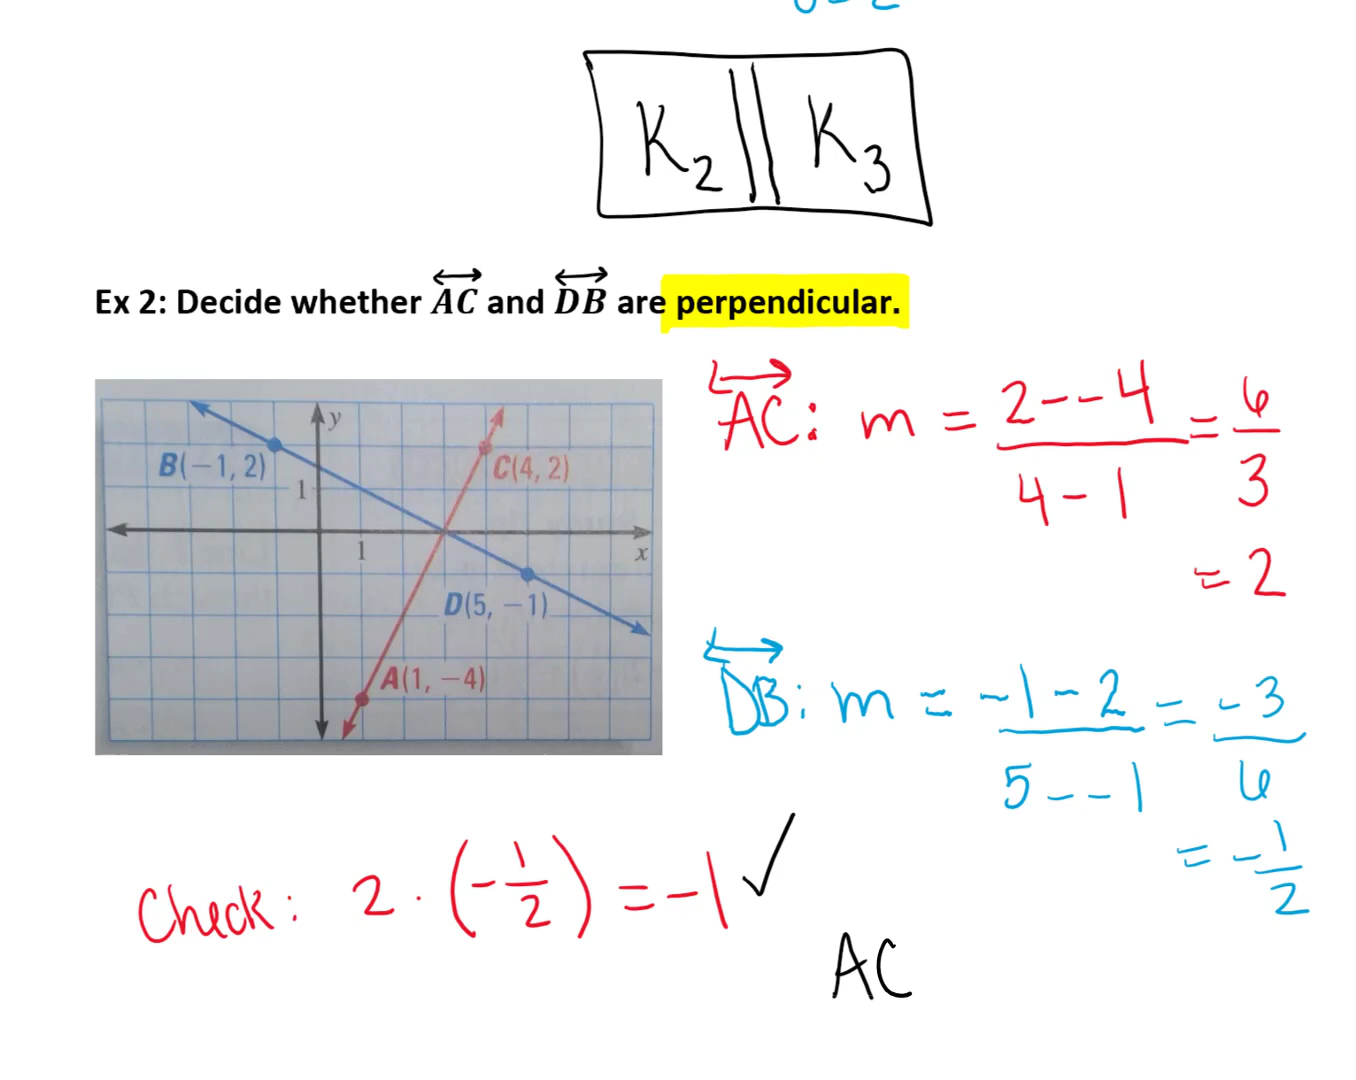 K₂ || K₃
Ex 2: Decide whether AC and DB are perpendicular.
AC: m = 2--4 / 4-1 = 6/3
= 2
y
B(−1, 2)
C(4, 2)
1
1
x
D(5, −1)
A(1, −4)
DB: m = -1-2 / 5--1 = -3/6
= -1/2
Check: 2 · (-1/2) = -1 ✓
AC